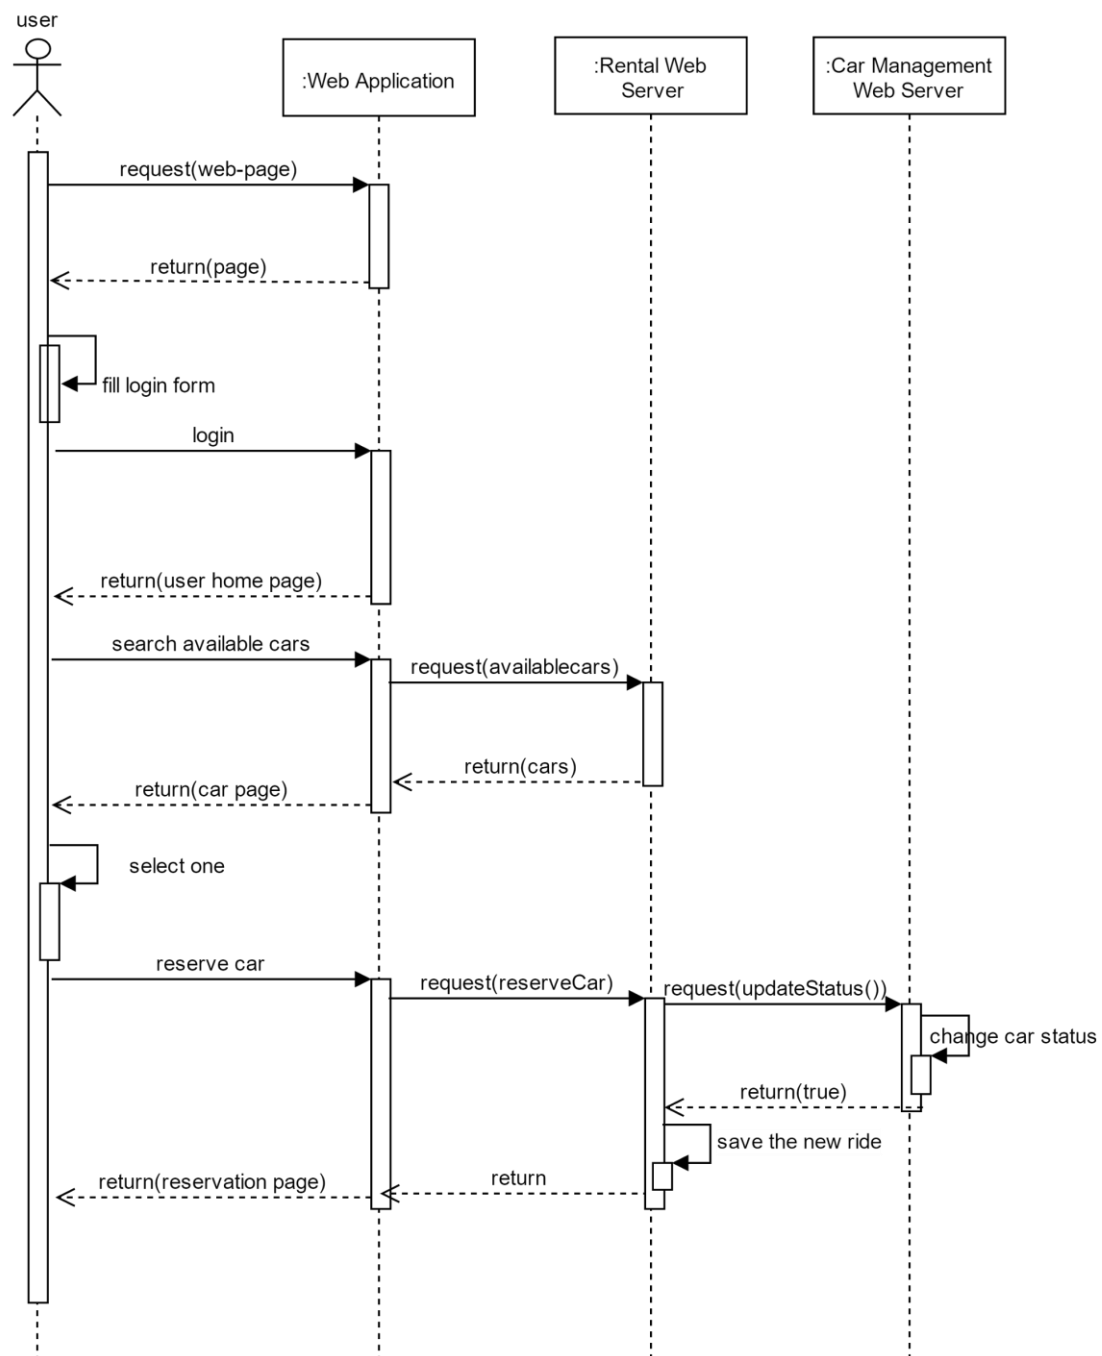 user
:Web Application
:Rental Web
Server
:Car Management
Web Server
request(web-page)
return(page)
fill login form
login
return(user home page)
search available cars
request(availablecars)
return(cars)
return(car page)
select one
reserve car
request(reserveCar)
request(updateStatus())
change car status
return(true)
save the new ride
return
return(reservation page)